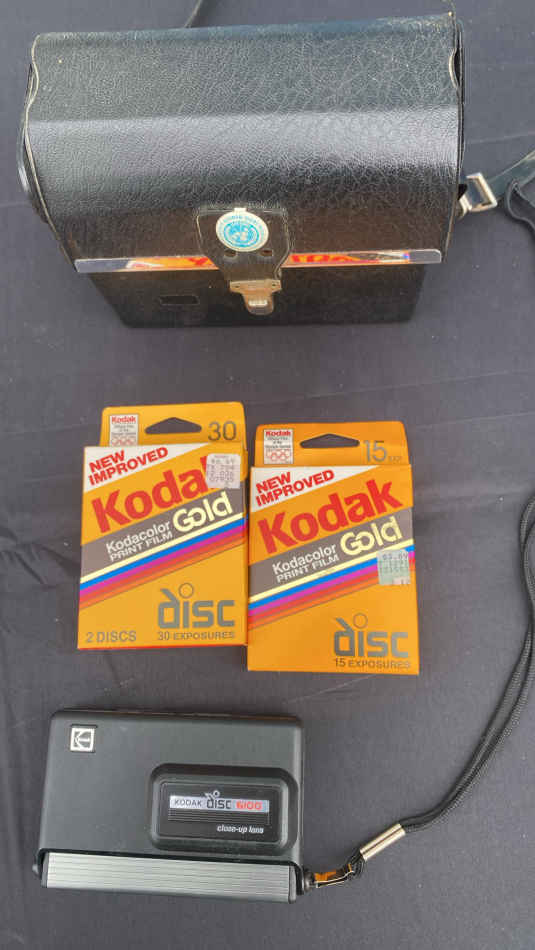 Kodak
30
NEW
IMPROVED
Koda
Kodacolor
Gold
PRINT FILM
disc
2 DISCS
30 EXPOSURES
Kodak
15 EXP.
NEW
IMPROVED
Kodak
Kodacolor
Gold
PRINT FILM
disc
15 EXPOSURES
KODAK disc 6100
close-up lens